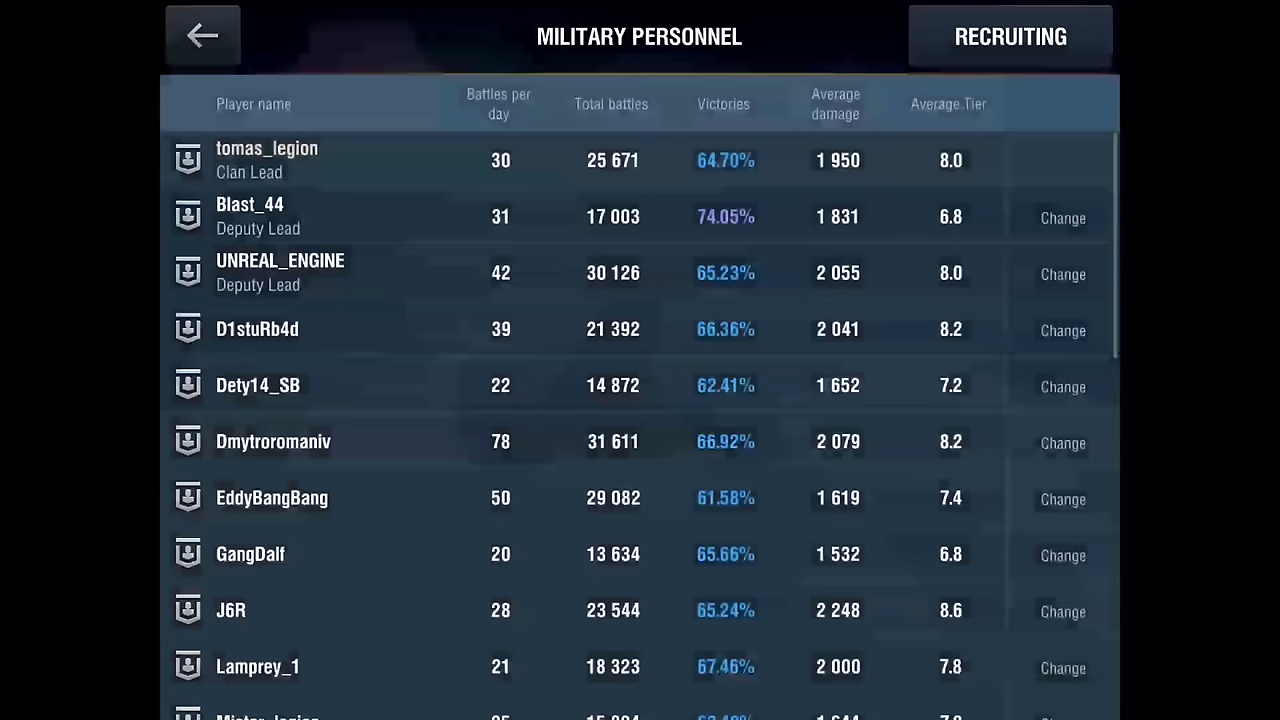 MILITARY PERSONNEL
RECRUITING
Player name Battles per day Total battles Victories Average damage Average Tier
tomas_legion
Clan Lead
30 25 671 64.70% 1 950 8.0
Blast_44
Deputy Lead
31 17 003 74.05% 1 831 6.8 Change
UNREAL_ENGINE
Deputy Lead
42 30 126 65.23% 2 055 8.0 Change
D1stuRb4d 39 21 392 66.36% 2 041 8.2 Change
Dety14_SB 22 14 872 62.41% 1 652 7.2 Change
Dmytroromaniv 78 31 611 66.92% 2 079 8.2 Change
EddyBangBang 50 29 082 61.58% 1 619 7.4 Change
GangDalf 20 13 634 65.66% 1 532 6.8 Change
J6R 28 23 544 65.24% 2 248 8.6 Change
Lamprey_1 21 18 323 67.46% 2 000 7.8 Change